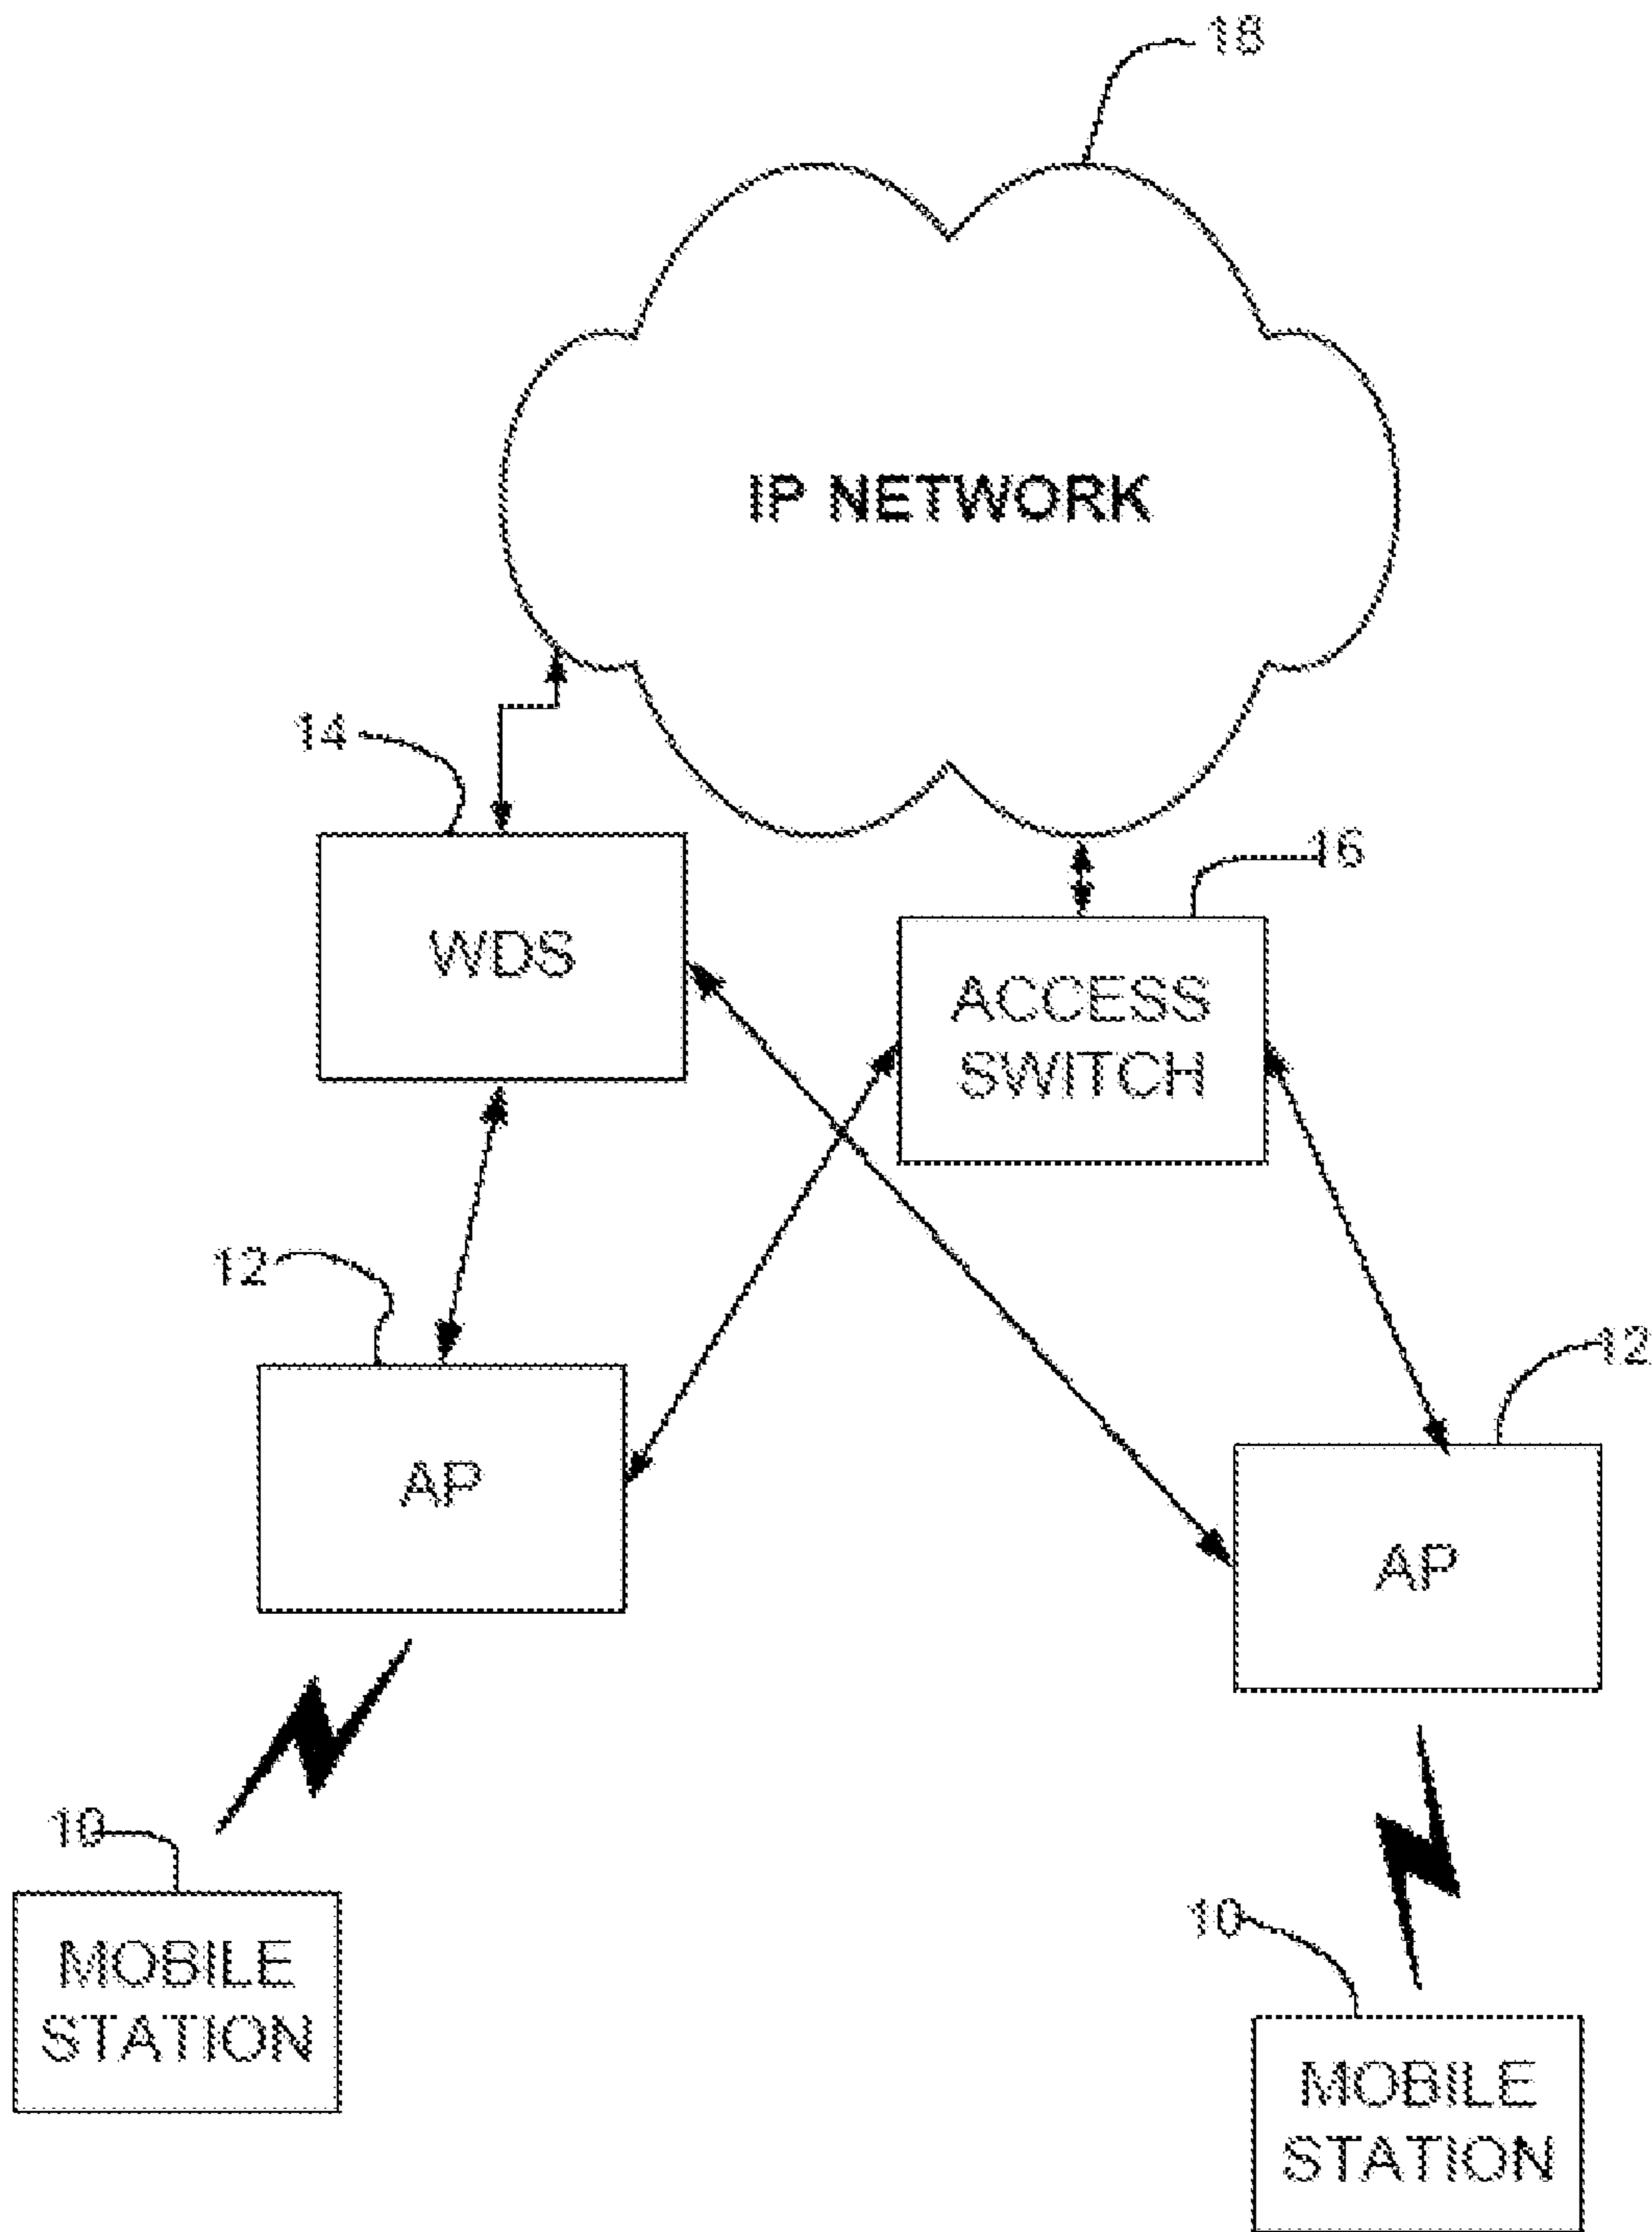 18
IP NETWORK
14
16
WDS
ACCESS
SWITCH
12
12
AP
AP
10
10
MOBILE
STATION
MOBILE
STATION